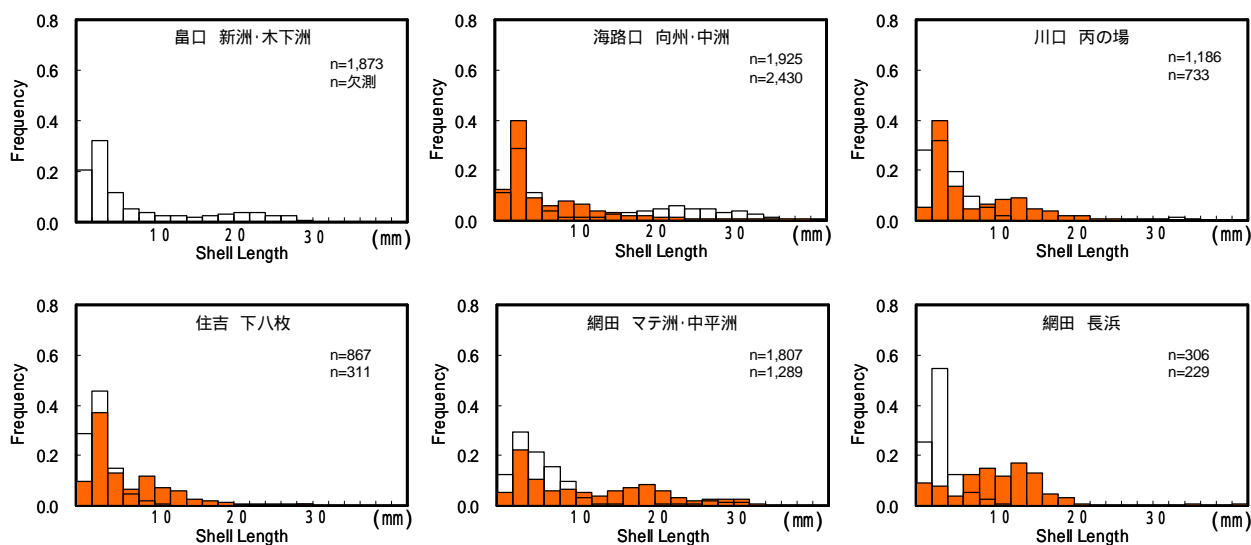 畠口 新洲･木下洲
n=1,873
n=欠測
Frequency
0.8
0.6
0.4
0.2
0.0
10 20 30 (mm)
Shell Length
海路口 向州･中洲
n=1,925
n=2,430
Frequency
0.8
0.6
0.4
0.2
0.0
10 20 30 (mm)
Shell Length
川口 丙の場
n=1,186
n=733
Frequency
0.8
0.6
0.4
0.2
0.0
10 20 30 (mm)
Shell Length
住吉 下八枚
n=867
n=311
Frequency
0.8
0.6
0.4
0.2
0.0
10 20 30 (mm)
Shell Length
網田 マテ洲･中平洲
n=1,807
n=1,289
Frequency
0.8
0.6
0.4
0.2
0.0
10 20 30 (mm)
Shell Length
網田 長浜
n=306
n=229
Frequency
0.8
0.6
0.4
0.2
0.0
10 20 30 (mm)
Shell Length